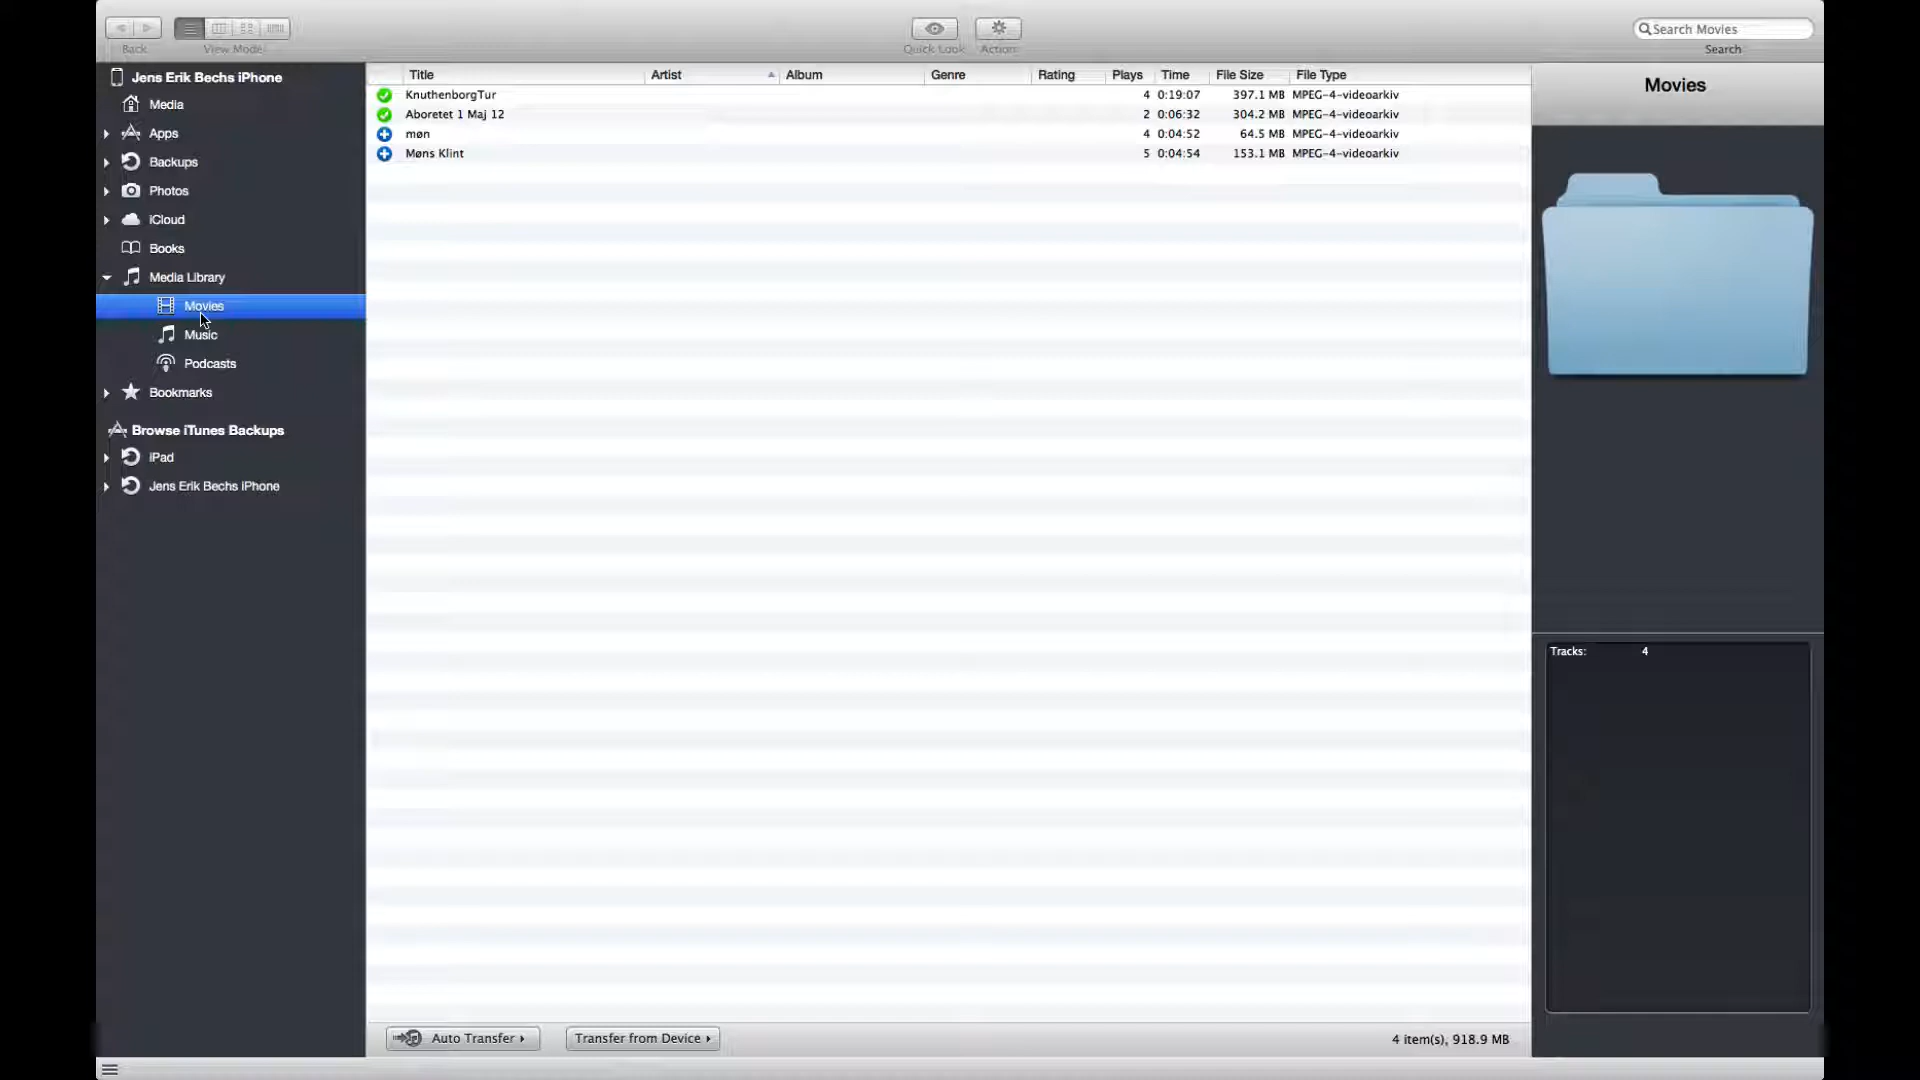 Back
View Mode
Quick Look
Action
Search Movies
Search
Jens Erik Bechs iPhone
Media
Apps
Backups
Photos
iCloud
Books
Media Library
Movies
Music
Podcasts
Bookmarks
Browse iTunes Backups
iPad
Jens Erik Bechs iPhone
Title Artist Album Genre Rating Plays Time File Size File Type
KnuthenborgTur 4 0:19:07 397.1 MB MPEG-4-videoarkiv
Aboretet 1 Maj 12 2 0:06:32 304.2 MB MPEG-4-videoarkiv
møn 4 0:04:52 64.5 MB MPEG-4-videoarkiv
Møns Klint 5 0:04:54 153.1 MB MPEG-4-videoarkiv
Movies
Tracks: 4
Auto Transfer
Transfer from Device
4 item(s), 918.9 MB